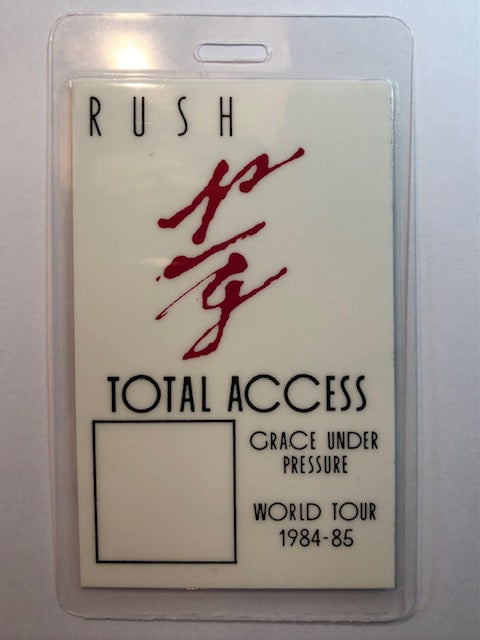 RUSH
p/g
TOTAL ACCESS
GRACE UNDER
PRESSURE
WORLD TOUR
1984-85